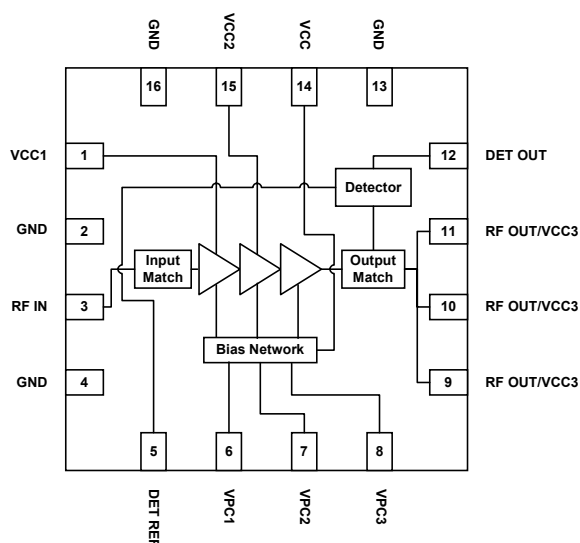 GND
VCC2
VCC
GND
16
15
14
13
VCC1
1
12
DET OUT
Detector
GND
2
11
RF OUT/VCC3
Input
Match
Output
Match
RF IN
3
10
RF OUT/VCC3
Bias Network
GND
4
9
RF OUT/VCC3
5
6
7
8
DET REF
VPC1
VPC2
VPC3